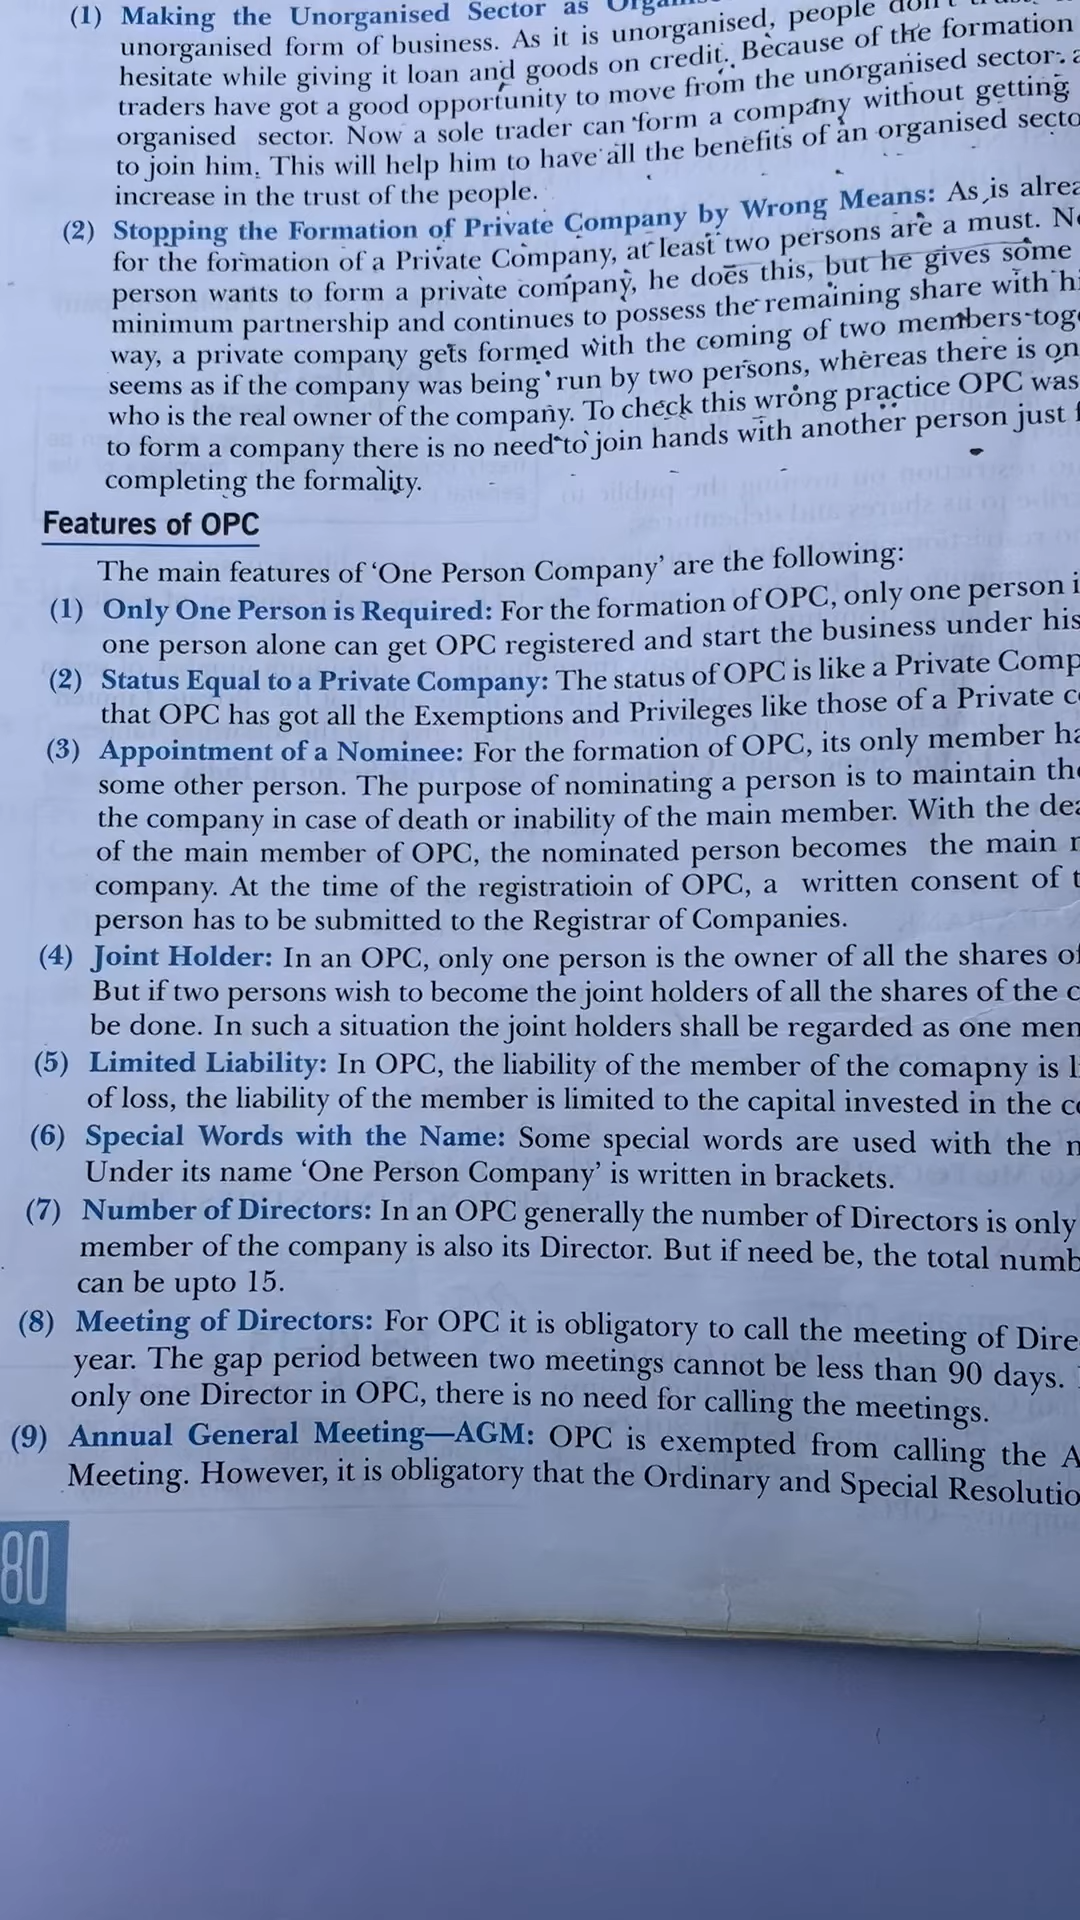 (1) Making the Unorganised Sector as
unorganised form of business. As it is unorganised, people don't
hesitate while giving it loan and goods on credit. Because of the formation
traders have got a good opportunity to move from the unorganised sector
organised sector. Now a sole trader can form a company without getting
to join him. This will help him to have all the benefits of an organised
increase in the trust of the people.
(2) Stopping the Formation of Private Company by Wrong Means: As is
for the formation of a Private Company, at least two persons are a must.
person wants to form a private company, he does this, but he gives some
minimum partnership and continues to possess the remaining share with
way, a private company gets formed with the coming of two members
seems as if the company was being run by two persons, whereas there is
who is the real owner of the company. To check this wrong practice OPC was
to form a company there is no need to join hands with another person just
completing the formality.
Features of OPC
The main features of 'One Person Company' are the following:
(1) Only One Person is Required: For the formation of OPC, only one person
one person alone can get OPC registered and start the business under his
(2) Status Equal to a Private Company: The status of OPC is like a Private
that OPC has got all the Exemptions and Privileges like those of a Private
(3) Appointment of a Nominee: For the formation of OPC, its only member
some other person. The purpose of nominating a person is to maintain
the company in case of death or inability of the main member. With the
of the main member of OPC, the nominated person becomes the main
company. At the time of the registratioin of OPC, a written consent of
person has to be submitted to the Registrar of Companies.
(4) Joint Holder: In an OPC, only one person is the owner of all the shares
But if two persons wish to become the joint holders of all the shares of the
be done. In such a situation the joint holders shall be regarded as one
(5) Limited Liability: In OPC, the liability of the member of the comapny is
of loss, the liability of the member is limited to the capital invested in the
(6) Special Words with the Name: Some special words are used with the
Under its name 'One Person Company' is written in brackets.
(7) Number of Directors: In an OPC generally the number of Directors is only
member of the company is also its Director. But if need be, the total
can be upto 15.
(8) Meeting of Directors: For OPC it is obligatory to call the meeting of
year. The gap period between two meetings cannot be less than 90 days.
only one Director in OPC, there is no need for calling the meetings.
(9) Annual General Meeting—AGM: OPC is exempted from calling the
Meeting. However, it is obligatory that the Ordinary and Special
80